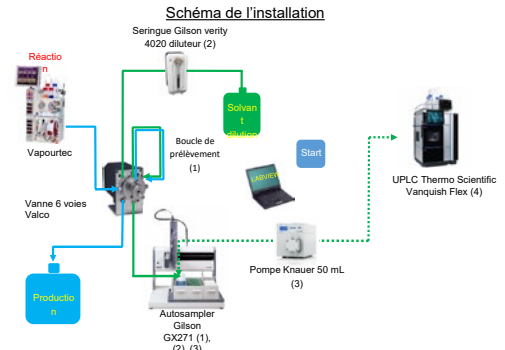 Schéma de l'installation
Seringue Gilson verity
4020 diluteur (2)
Réactio
n
Solvan
t
dilution
Vapourtec
Boucle de
prélèvement
(1)
Start
LABVIEW
UPLC Thermo Scientific
Vanquish Flex (4)
Vanne 6 voies
Valco
Pompe Knauer 50 mL
(3)
Productio
n
Autosampler
Gilson
GX271 (1),
(2), (3)